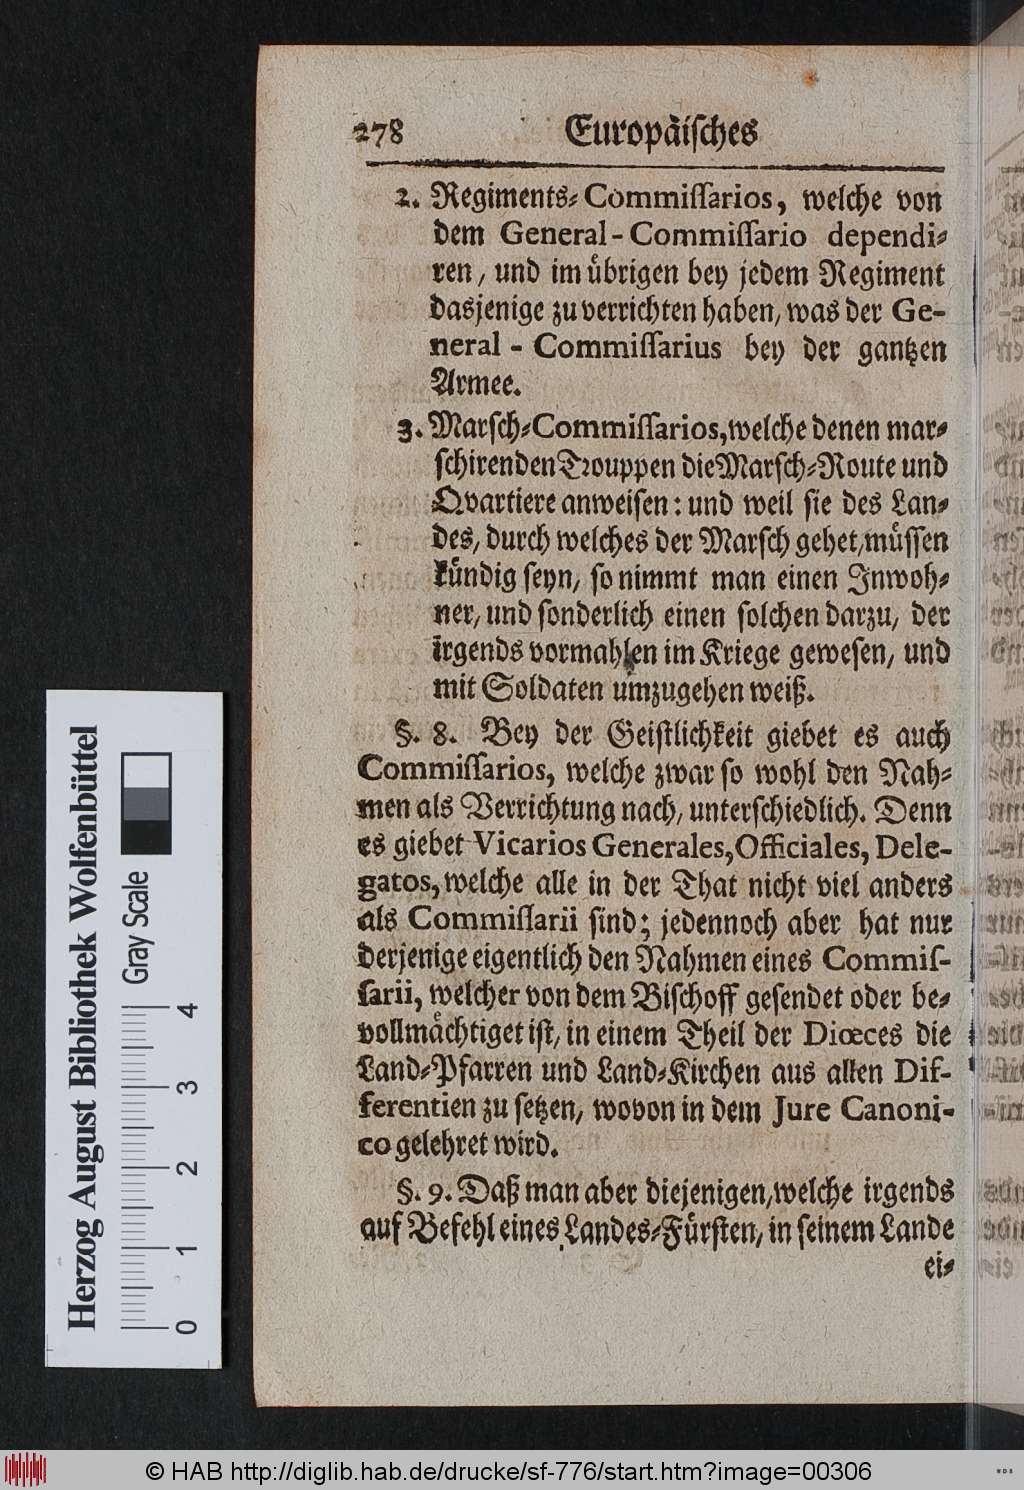 278 Europäisches
2. Regiments-Commissarios, welche von
dem General-Commissario dependi-
ren, und im übrigen bey jedem Regiment
dasjenige zu verrichten haben, was der Ge-
neral-Commissarius bey der gantzen
Armee.
3. Marsch-Commissarios, welche denen mar-
schirenden Trouppen die Marsch-Route und
Qvartiere anweisen: und weil sie des Lan-
des, durch welches der Marsch gehet, müssen
kündig seyn, so nimmt man einen Inwoh-
ner, und sonderlich einen solchen darzu, der
irgends vormahlen im Kriege gewesen, und
mit Soldaten umzugehen weiß.
§. 8. Bey der Geistlichkeit giebet es auch
Commissarios, welche zwar so wohl den Nah-
men als Verrichtung nach, unterschiedlich. Denn
es giebet Vicarios Generales, Officiales, Dele-
gatos, welche alle in der That nicht viel anders
als Commissarii sind; jedennoch aber hat nur
derjenige eigentlich den Nahmen eines Commis-
sarii, welcher von dem Bischoff gesendet oder be-
vollmächtiget ist, in einem Theil der Diœces die
Land-Pfarren und Land-Kirchen aus allen Dif-
ferentien zu setzen, wovon in dem Jure Canoni-
co gelehret wird.
§. 9. Daß man aber diejenigen, welche irgends
auf Befehl eines Landes-Fürsten, in seinem Lande
ei-
Herzog August Bibliothek Wolfenbüttel
Gray Scale
0 1 2 3 4
© HAB http://diglib.hab.de/drucke/sf-776/start.htm?image=00306